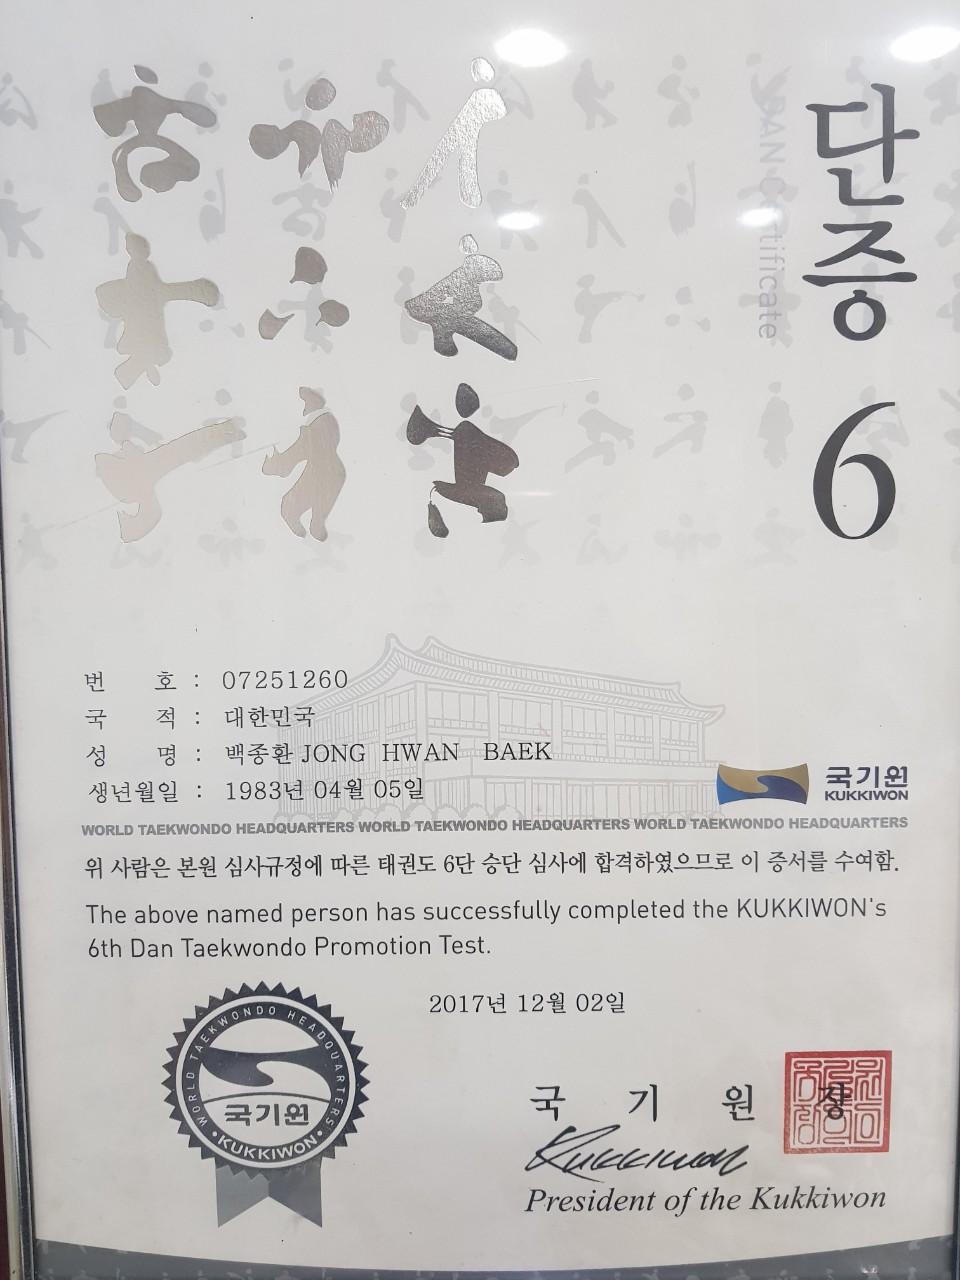 단증
DAN Certificate
6
번 호 : 07251260
국 적 : 대한민국
성 명 : 백종환 JONG HWAN BAEK
생년월일 : 1983년 04월 05일
국기원
KUKKIWON
WORLD TAEKWONDO HEADQUARTERS WORLD TAEKWONDO HEADQUARTERS WORLD TAEKWONDO HEADQUARTERS
위 사람은 본원 심사규정에 따른 태권도 6단 승단 심사에 합격하였으므로 이 증서를 수여함.
The above named person has successfully completed the KUKKIWON's
6th Dan Taekwondo Promotion Test.
2017년 12월 02일
WORLD TAEKWONDO HEADQUARTERS
국기원
KUKKIWON
국 기 원 장
Kukkiwon
President of the Kukkiwon